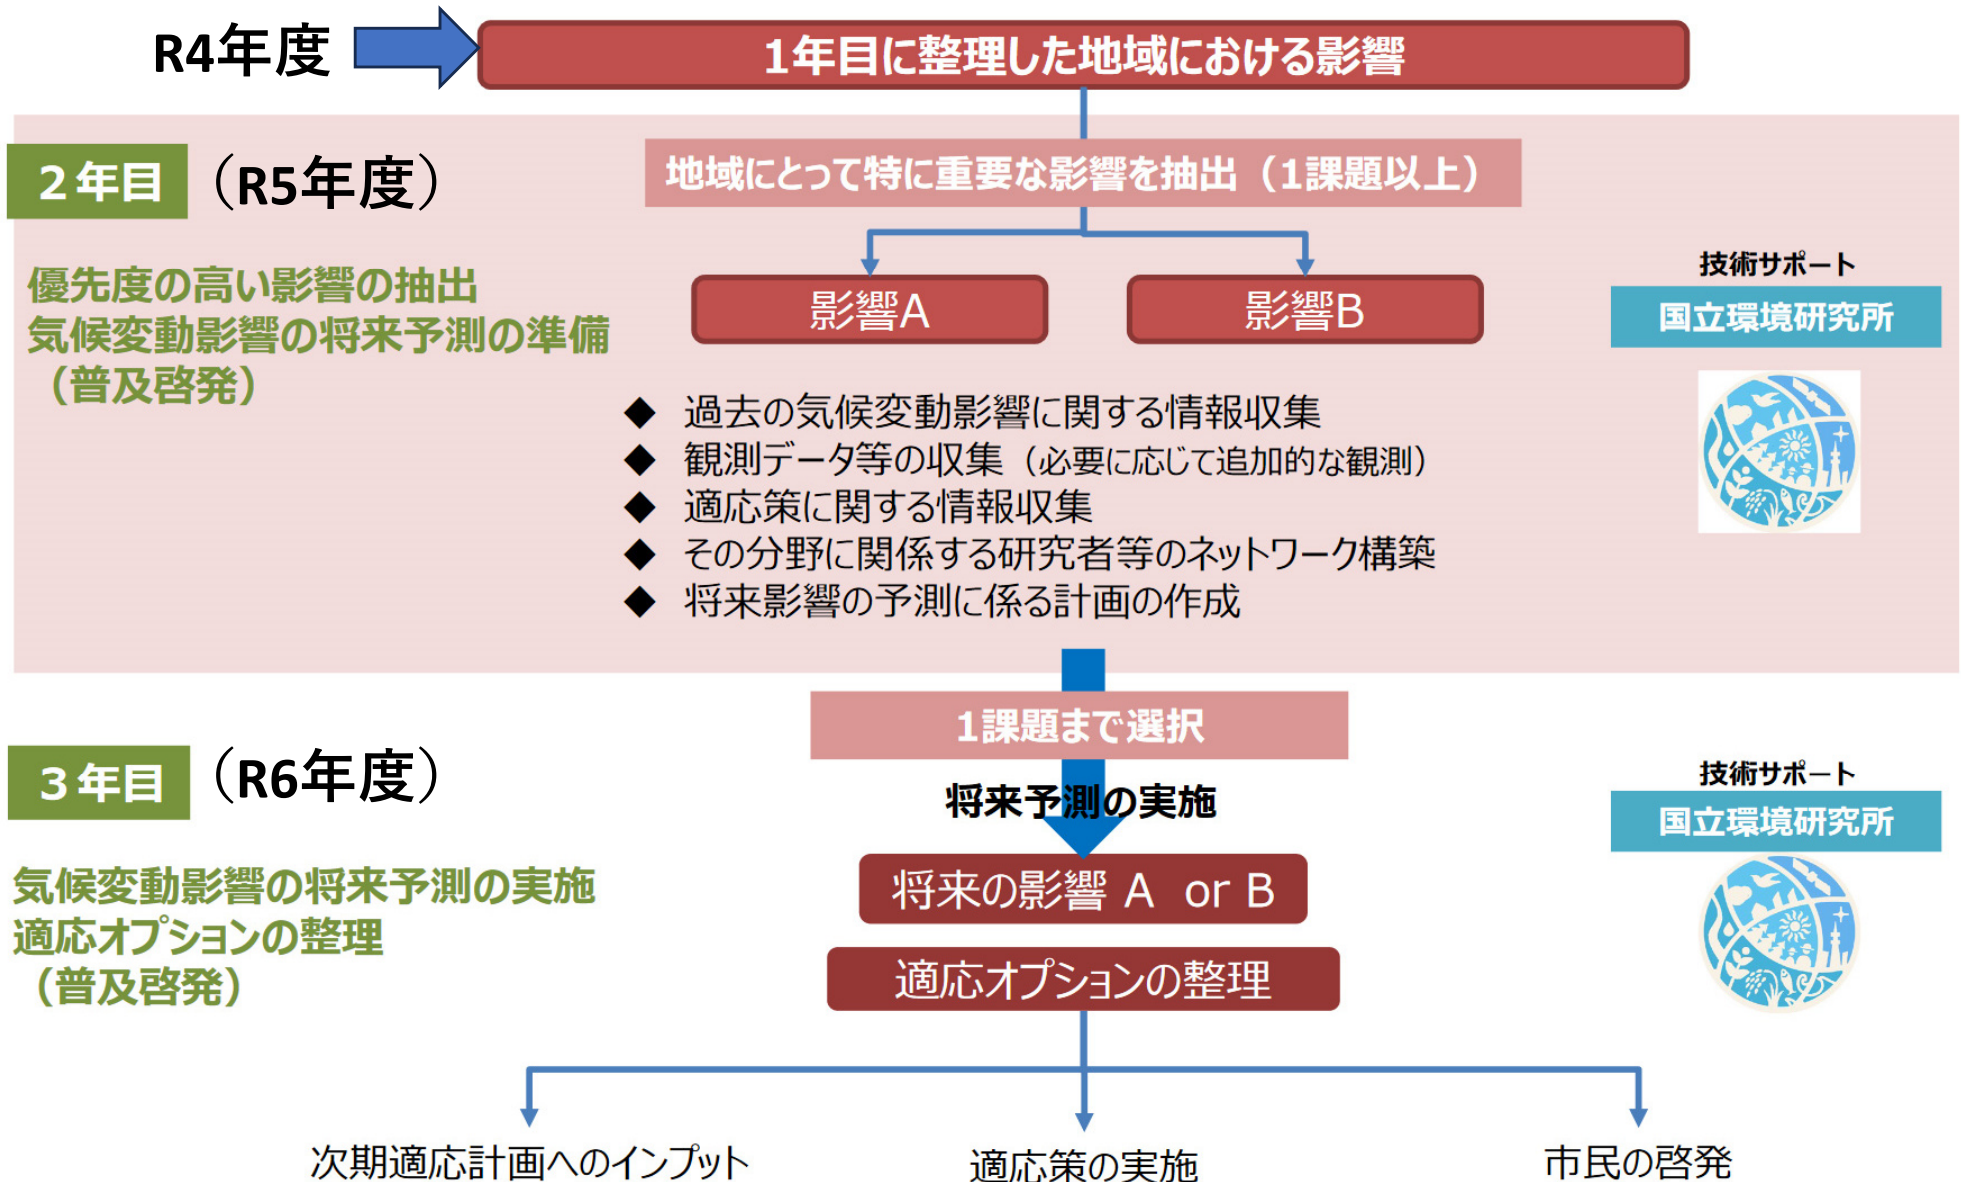 R4年度
1年目に整理した地域における影響
2年目
（R5年度）
地域にとって特に重要な影響を抽出（1課題以上）
優先度の高い影響の抽出
気候変動影響の将来予測の準備
（普及啓発）
影響A
影響B
技術サポート
国立環境研究所
◆ 過去の気候変動影響に関する情報収集
◆ 観測データ等の収集（必要に応じて追加的な観測）
◆ 適応策に関する情報収集
◆ その分野に関係する研究者等のネットワーク構築
◆ 将来影響の予測に係る計画の作成
1課題まで選択
3年目
（R6年度）
将来予測の実施
技術サポート
国立環境研究所
気候変動影響の将来予測の実施
適応オプションの整理
（普及啓発）
将来の影響 A or B
適応オプションの整理
次期適応計画へのインプット
適応策の実施
市民の啓発